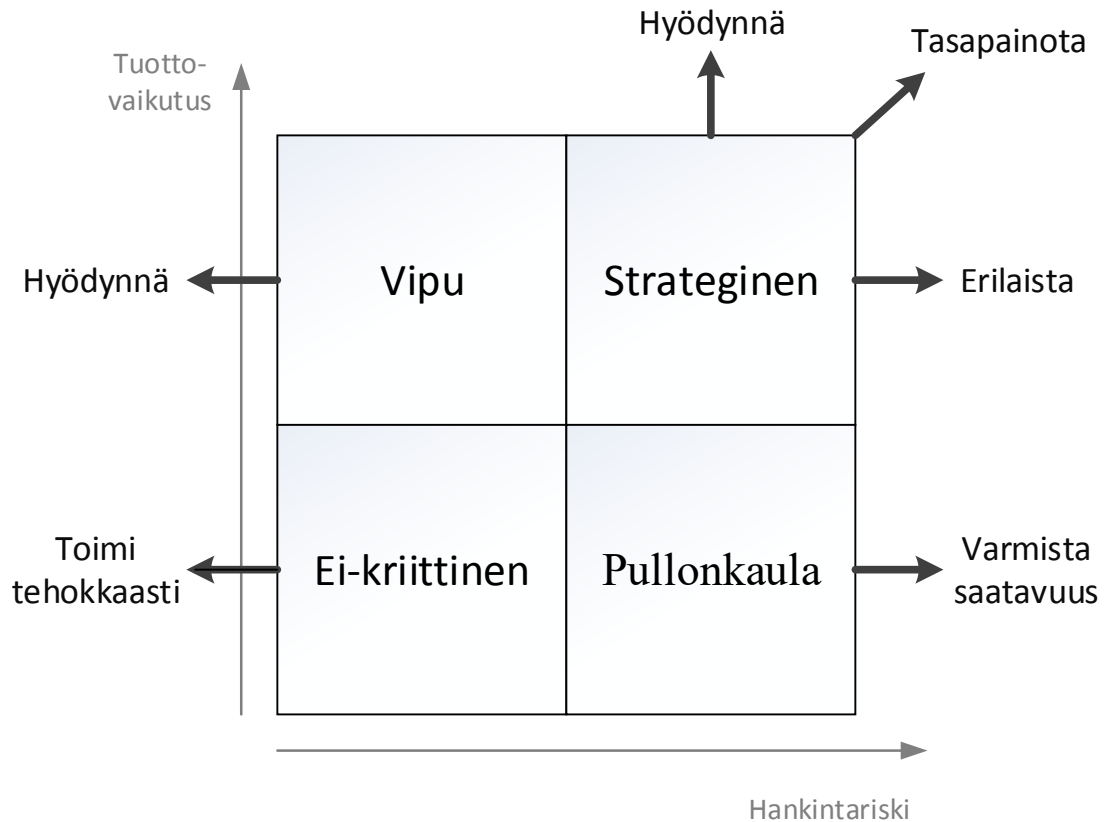 Hyödynnä
Tasapainota
Tuotto-
vaikutus
Hyödynnä
Vipu
Strateginen
Erilaista
Toimi
tehokkaasti
Ei-kriittinen
Pullonkaula
Varmista
saatavuus
Hankintariski